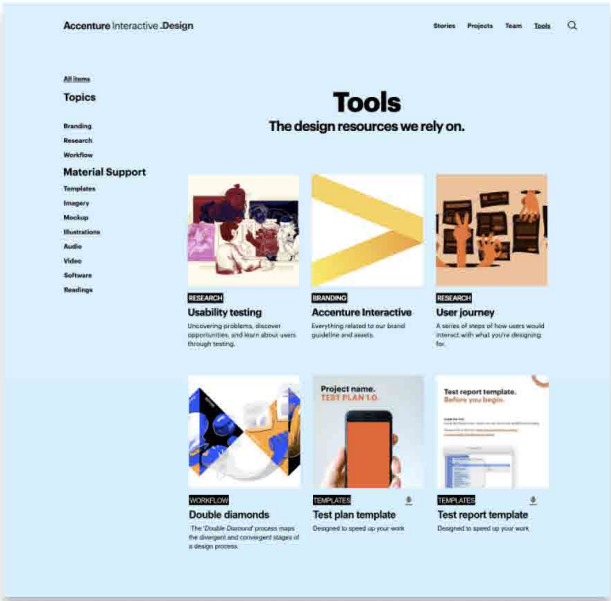 Accenture Interactive .Design
Stories Projects Team Tools
All items
Topics
Branding
Research
Workflow
Material Support
Templates
Imagery
Mockup
Illustrations
Audio
Video
Software
Readings
Tools
The design resources we rely on.
RESEARCH
Usability testing
Uncovering problems, discover
opportunities, and learn about users
through testing.
BRANDING
Accenture Interactive
Everything related to our brand
guideline and assets.
RESEARCH
User journey
A series of steps of how users would
interact with what you're designing
for.
WORKFLOW
Double diamonds
The 'Double Diamond' process maps
the divergent and convergent stages of
a design process.
Project name.
TEST PLAN 1.0.
TEMPLATES
Test plan template
Designed to speed up your work
Test report template.
Before you begin.
TEMPLATES
Test report template
Designed to speed up your work